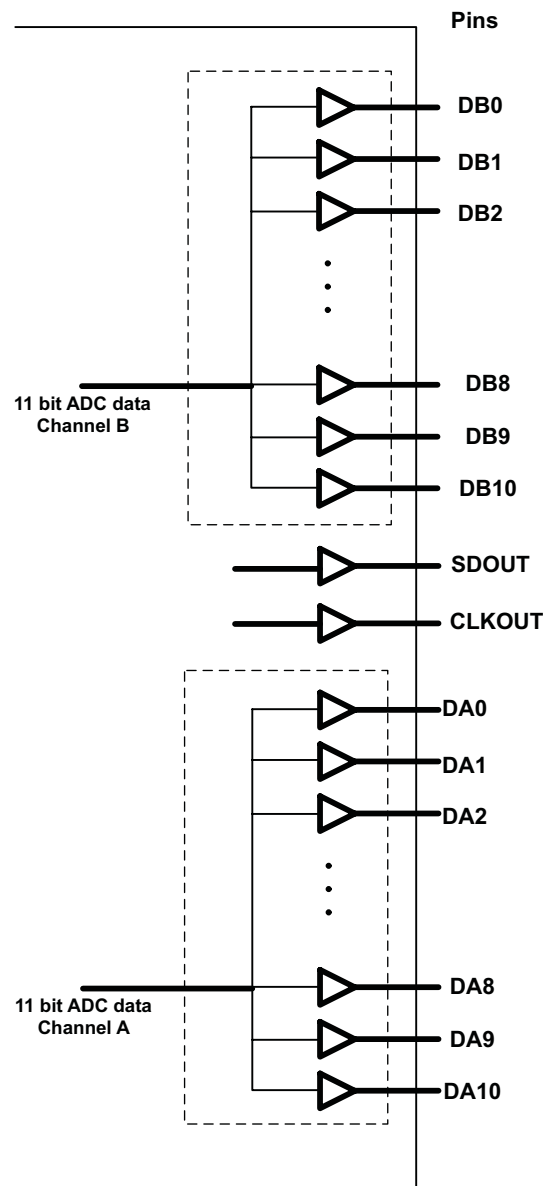 Pins
DB0
DB1
DB2
DB8
11 bit ADC data
Channel B
DB9
DB10
SDOUT
CLKOUT
DA0
DA1
DA2
DA8
11 bit ADC data
Channel A
DA9
DA10